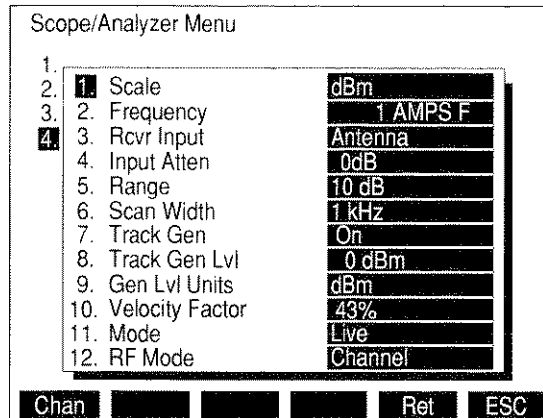 Scope/Analyzer Menu
1.
2.
3.
4.
1. Scale dBm
2. Frequency 1 AMPS F
3. Rcvr Input Antenna
4. Input Atten 0dB
5. Range 10 dB
6. Scan Width 1 kHz
7. Track Gen On
8. Track Gen Lvl 0 dBm
9. Gen Lvl Units dBm
10. Velocity Factor 43%
11. Mode Live
12. RF Mode Channel
Chan Ret ESC